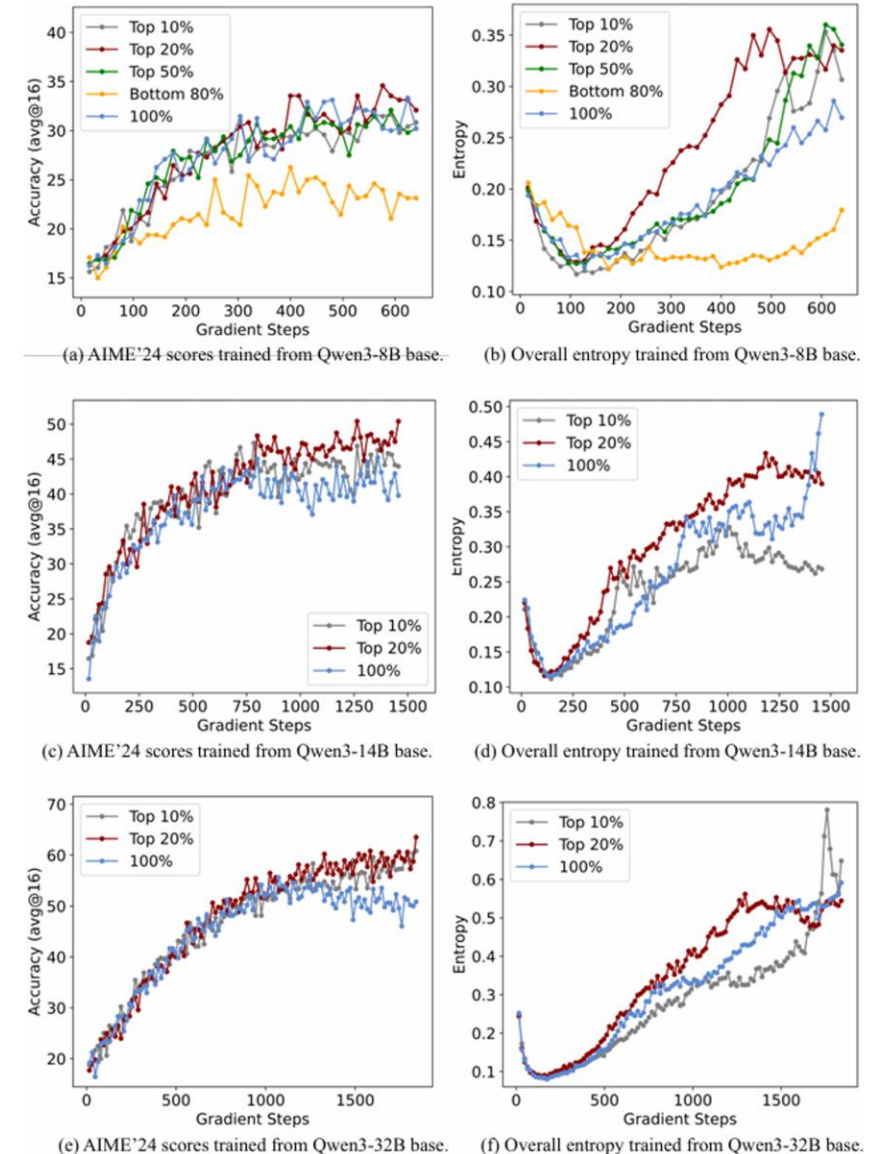 Top 10%
Top 20%
Top 50%
Bottom 80%
100%
40
35
30
25
20
15
Accuracy (avg@16)
0 100 200 300 400 500 600
Gradient Steps
(a) AIME'24 scores trained from Qwen3-8B base.
Top 10%
Top 20%
Top 50%
Bottom 80%
100%
0.35
0.30
0.25
0.20
0.15
0.10
Entropy
0 100 200 300 400 500 600
Gradient Steps
(b) Overall entropy trained from Qwen3-8B base.
50
45
40
35
30
25
20
15
Accuracy (avg@16)
Top 10%
Top 20%
100%
0 250 500 750 1000 1250 1500
Gradient Steps
(c) AIME'24 scores trained from Qwen3-14B base.
Top 10%
Top 20%
100%
0.50
0.45
0.40
0.35
0.30
0.25
0.20
0.15
0.10
Entropy
0 250 500 750 1000 1250 1500
Gradient Steps
(d) Overall entropy trained from Qwen3-14B base.
Top 10%
Top 20%
100%
70
60
50
40
30
20
Accuracy (avg@16)
0 500 1000 1500
Gradient Steps
(e) AIME'24 scores trained from Qwen3-32B base.
Top 10%
Top 20%
100%
0.8
0.7
0.6
0.5
0.4
0.3
0.2
0.1
Entropy
0 500 1000 1500
Gradient Steps
(f) Overall entropy trained from Qwen3-32B base.